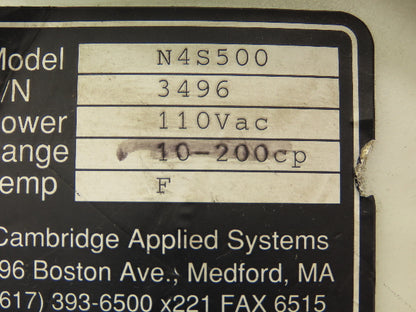 Model N4S500
/N 3496
ower 110Vac
ange 10-200cp
emp F
Cambridge Applied Systems
96 Boston Ave., Medford, MA
(617) 393-6500 x221 FAX 6515